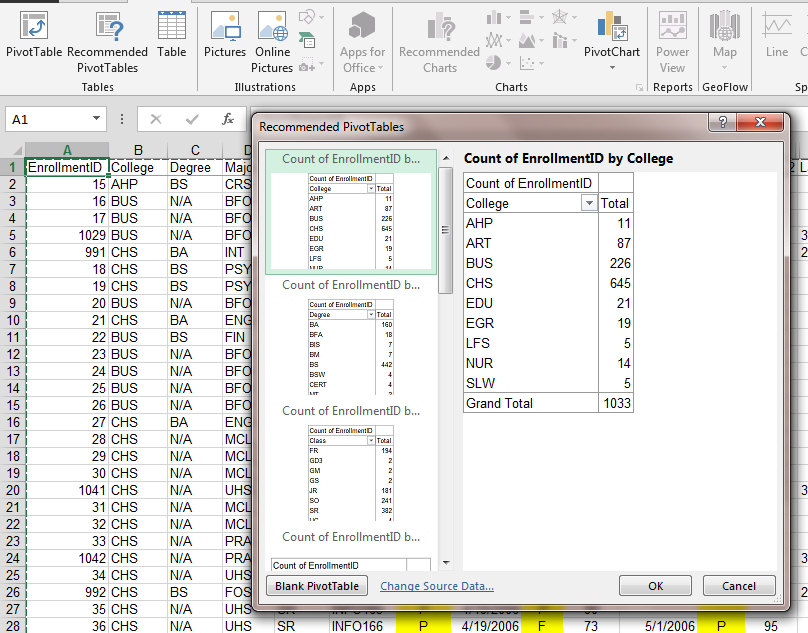 PivotTable Recommended PivotTables Table Pictures Online Pictures Apps for Office Recommended Charts PivotChart Power View Map Line
Tables Illustrations Apps Charts Reports GeoFlow Sp
A1 fx
A B C D
1 EnrollmentID College Degree Majo
2 15 AHP BS CRS
3 16 BUS N/A BFO
4 17 BUS N/A BFO
5 1029 BUS N/A BFO
6 991 CHS BA INT
7 18 CHS BS PSY
8 19 CHS BS PSY
9 20 BUS N/A BFO
10 21 CHS BA ENG
11 22 BUS BS FIN
12 23 BUS N/A BFO
13 24 BUS N/A BFO
14 25 BUS N/A BFO
15 26 BUS N/A BFO
16 27 CHS BA ENG
17 28 CHS N/A MCL
18 29 CHS N/A MCL
19 30 CHS N/A MCL
20 1041 CHS N/A UHS
21 31 CHS N/A MCL
22 32 CHS N/A MCL
23 33 CHS N/A PRA
24 1042 CHS N/A PRA
25 34 CHS N/A UHS
26 992 CHS BS FOS
27 35 CHS N/A UHS
28 36 CHS N/A UHS SR INFO166 P 4/19/2006 F 73 5/1/2006 P 95
Recommended PivotTables
?
Count of EnrollmentID b...
Count of EnrollmentID
College Total
AHP 11
ART 87
BUS 226
CHS 645
EDU 21
EGR 19
LFS 5
NUR 14
Count of EnrollmentID b...
Count of EnrollmentID
Degree Total
BA 160
BFA 18
BIS 7
BM 7
BS 442
BSW 4
CERT 4
Count of EnrollmentID b...
Count of EnrollmentID
Class Total
FR 194
GD3 2
GM 2
GS 2
JR 181
SO 241
SR 382
Count of EnrollmentID b...
Count of EnrollmentID
Count of EnrollmentID by College
Count of EnrollmentID
College Total
AHP 11
ART 87
BUS 226
CHS 645
EDU 21
EGR 19
LFS 5
NUR 14
SLW 5
Grand Total 1033
Blank PivotTable Change Source Data... OK Cancel